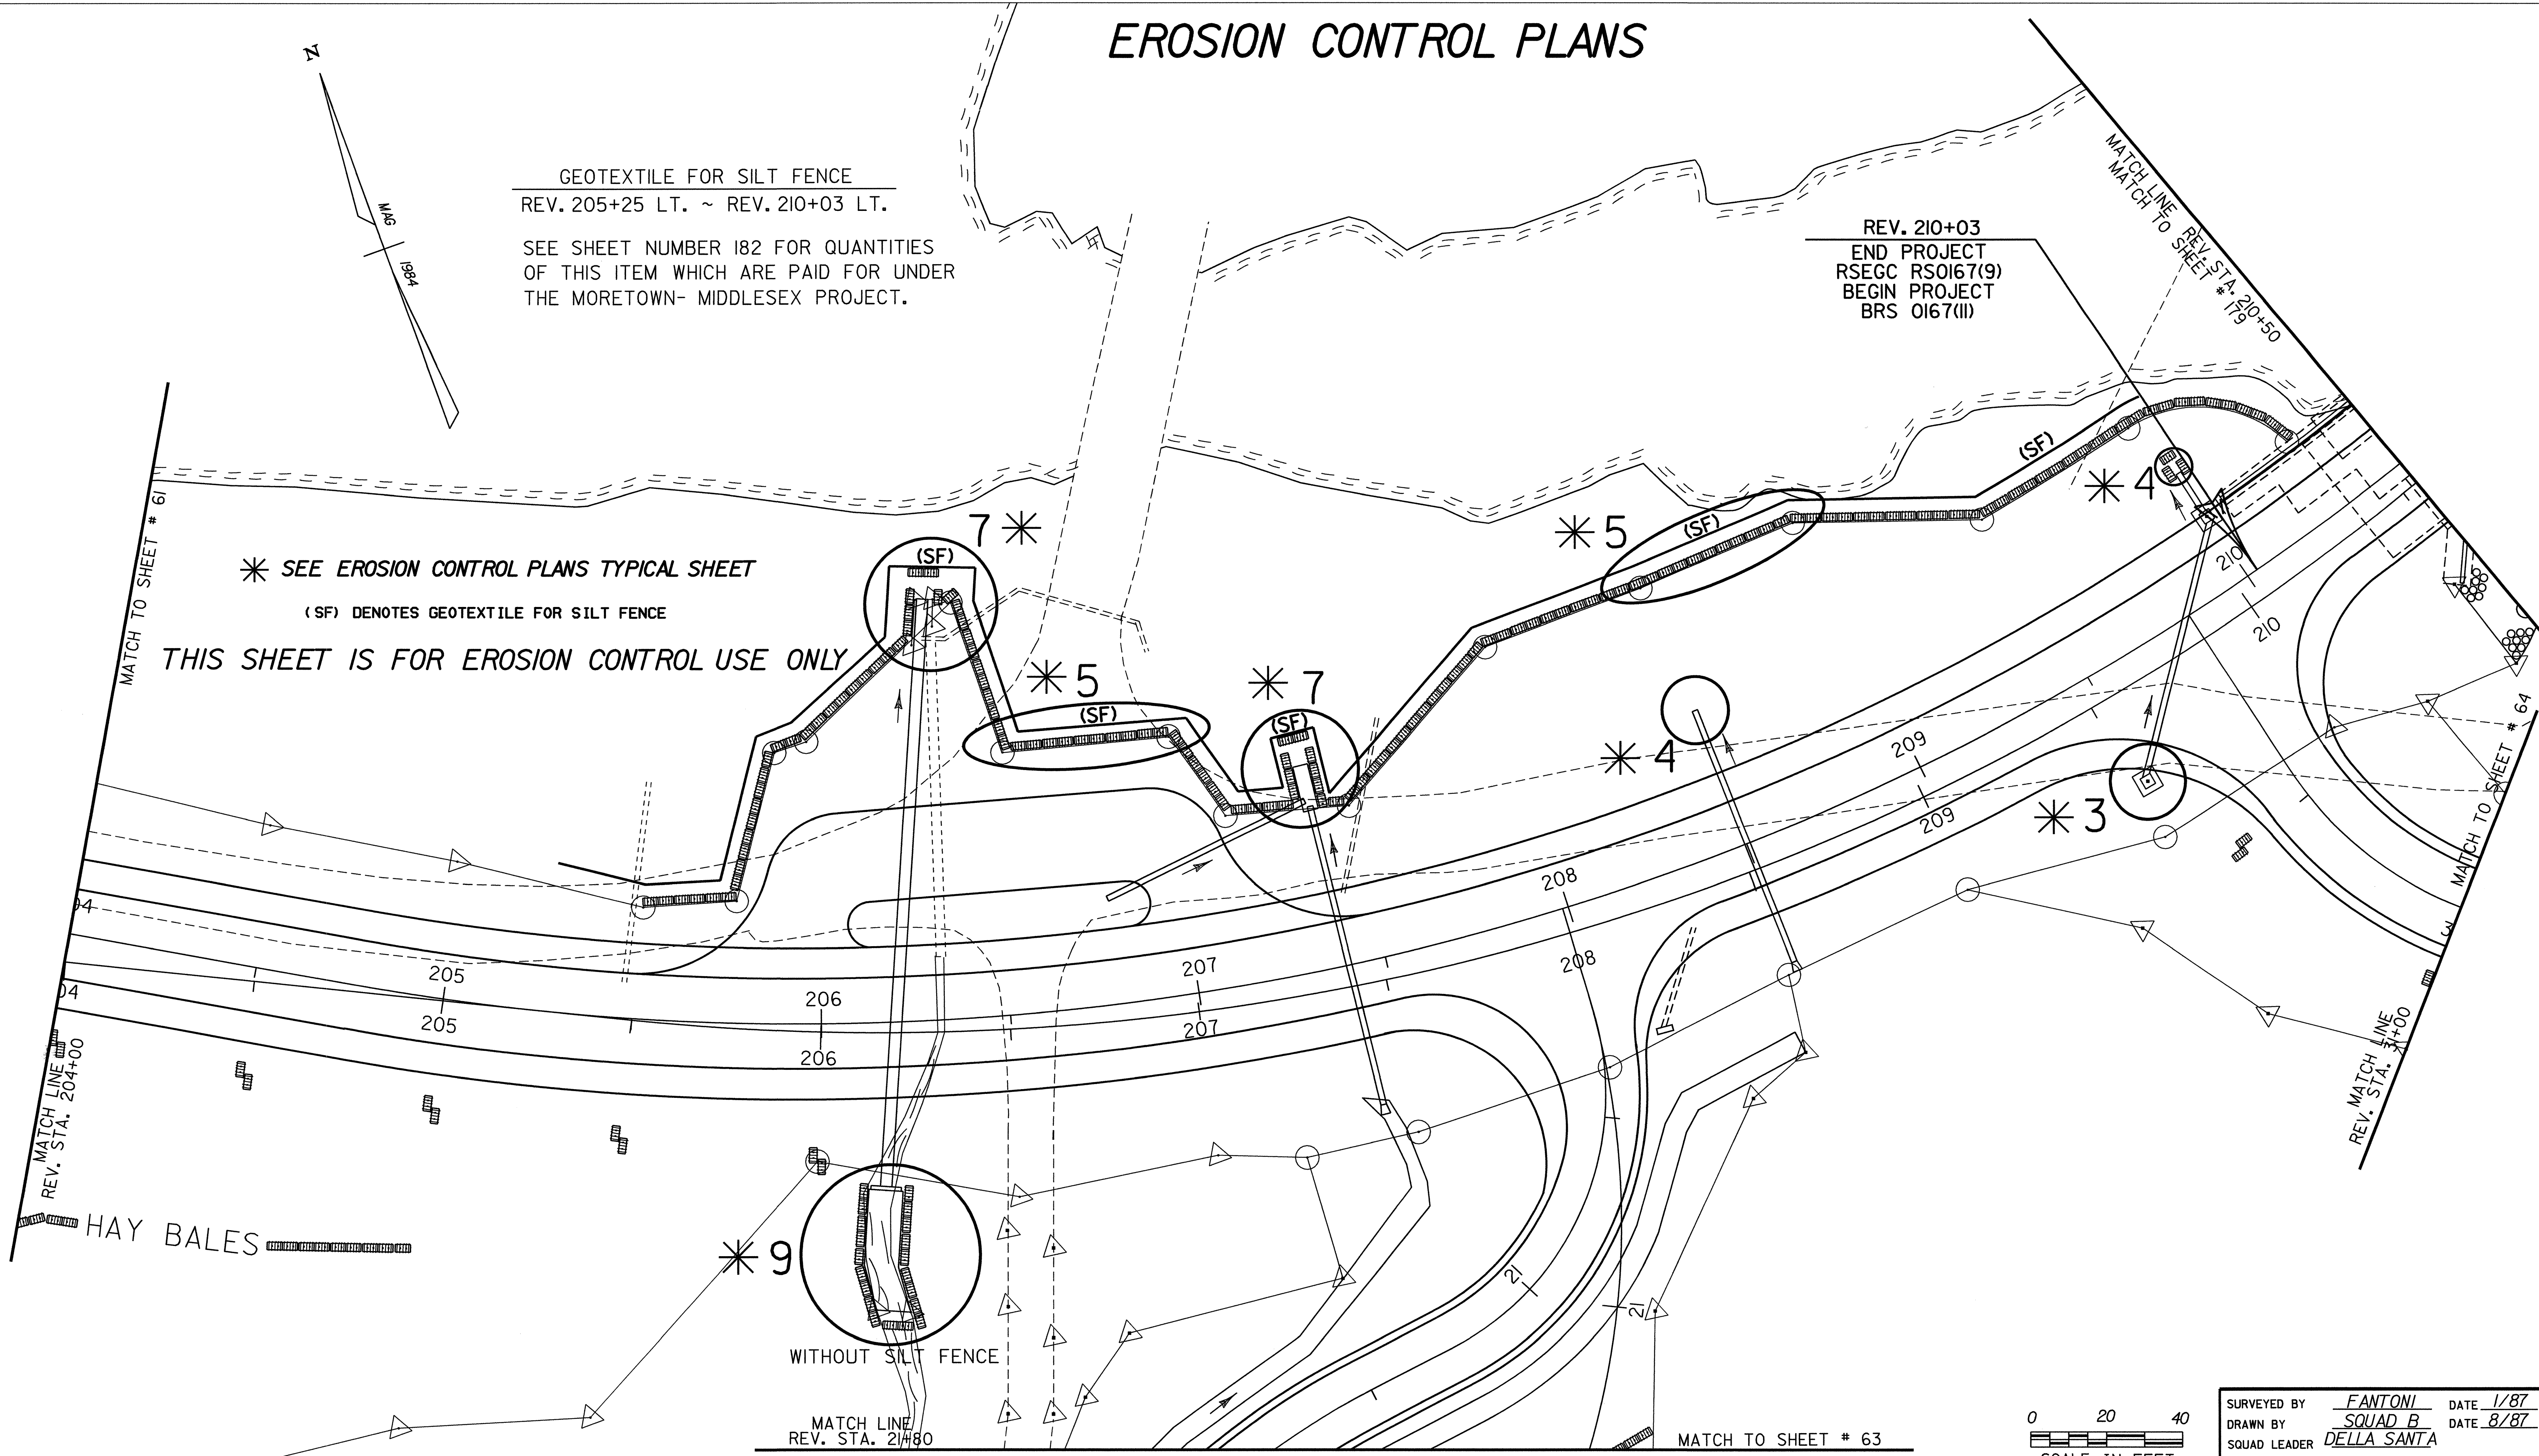 EROSION CONTROL PLANS
N
MAG
1984
GEOTEXTILE FOR SILT FENCE
REV. 205+25 LT. ~ REV. 210+03 LT.
SEE SHEET NUMBER 182 FOR QUANTITIES
OF THIS ITEM WHICH ARE PAID FOR UNDER
THE MORETOWN- MIDDLESEX PROJECT.
REV. 210+03
END PROJECT
RSEGC RS0167(9)
BEGIN PROJECT
BRS 0167(11)
MATCH LINE REV. STA. 210+50
MATCH TO SHEET # 179
MATCH TO SHEET # 61
✳ SEE EROSION CONTROL PLANS TYPICAL SHEET
(SF) DENOTES GEOTEXTILE FOR SILT FENCE
THIS SHEET IS FOR EROSION CONTROL USE ONLY
7 ✳
(SF)
✳ 5
(SF)
✳ 7
(SF)
✳ 5
(SF)
(SF)
✳ 4
✳ 4
✳ 3
210
210
209
209
208
208
207
207
206
206
205
205
04
04
21
21
3
MATCH TO SHEET # 64
MATCH LINE
REV. STA. 31+00
MATCH LINE
REV. STA. 204+00
HAY BALES
✳ 9
WITHOUT SILT FENCE
MATCH LINE
REV. STA. 21+80
MATCH TO SHEET # 63
0 20 40
SCALE IN FEET
SURVEYED BY FANTONI DATE 1/87
DRAWN BY SQUAD B DATE 8/87
SQUAD LEADER DELLA SANTA